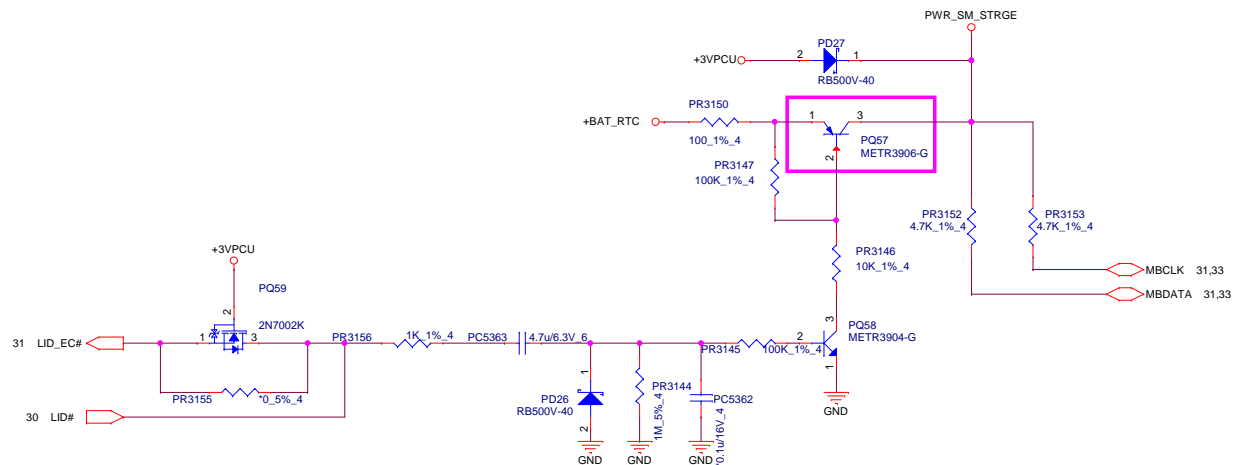 PWR_SM_STRGE
PD27
+3VPCU
2
1
RB500V-40
PR3150
+BAT_RTC
1
3
100_1%_4
PQ57
METR3906-G
2
PR3147
100K_1%_4
PR3152
4.7K_1%_4
PR3153
4.7K_1%_4
+3VPCU
PR3146
10K_1%_4
MBCLK 31,33
PQ59
MBDATA 31,33
2
2N7002K
3
PQ58
METR3904-G
31 LID_EC#
1
3
PR3156
1K_1%_4
PC5363
4.7u/6.3V_6
PR3145
100K_1%_4
2
1
PR3155
*0_5%_4
1
PD26
RB500V-40
2
PR3144
1M_5%_4
PC5362
*0.1u/16V_4
GND
30 LID#
GND
GND
GND